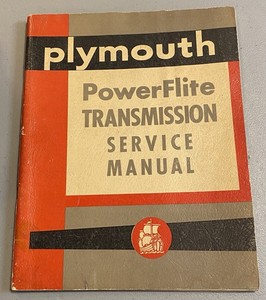 plymouth
PowerFlite
TRANSMISSION
SERVICE
MANUAL